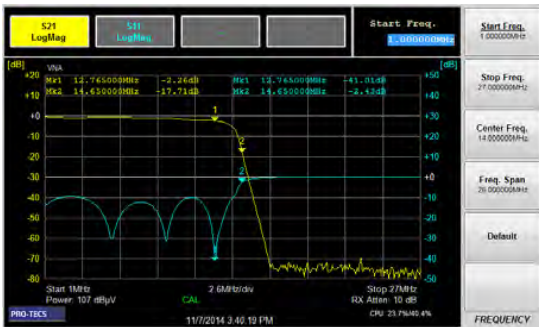 S21
LogMag
S11
LogMag
Start Freq.
1.000000MHz
Start Freq.
1.000000MHz
Stop Freq.
27.000000MHz
Center Freq.
14.000000MHz
Freq. Span
26.000000MHz
Default
FREQUENCY
[dB] VNA [dB]
Mk1 12.765000MHz -2.26dB Mk1 12.765000MHz -41.01dB
Mk2 14.650000MHz -17.71dB Mk2 14.650000MHz -2.43dB
+20 +50
+10 +40
+0 1 +30
-10 +20
2
-20 +10
-30 2 +0
-40 -10
-50 -20
-60 -30
-70 -40
1
-80 -50
Start 1MHz 2.6MHz/div Stop 27MHz
Power: 107 dBµV CAL RX Atten: 10 dB
PRO-TECS 11/7/2014 3:40:19 PM CPU 23.7%/40.4%